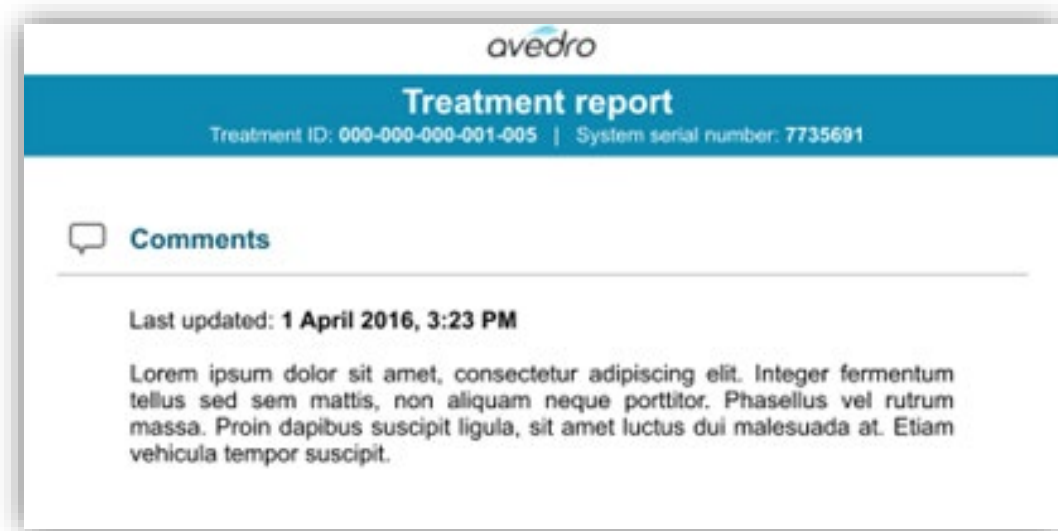 avedro
Treatment report
Treatment ID: 000-000-000-001-005 | System serial number: 7735691
Comments
Last updated: 1 April 2016, 3:23 PM
Lorem ipsum dolor sit amet, consectetur adipiscing elit. Integer fermentum
tellus sed sem mattis, non aliquam neque porttitor. Phasellus vel rutrum
massa. Proin dapibus suscipit ligula, sit amet luctus dui malesuada at. Etiam
vehicula tempor suscipit.